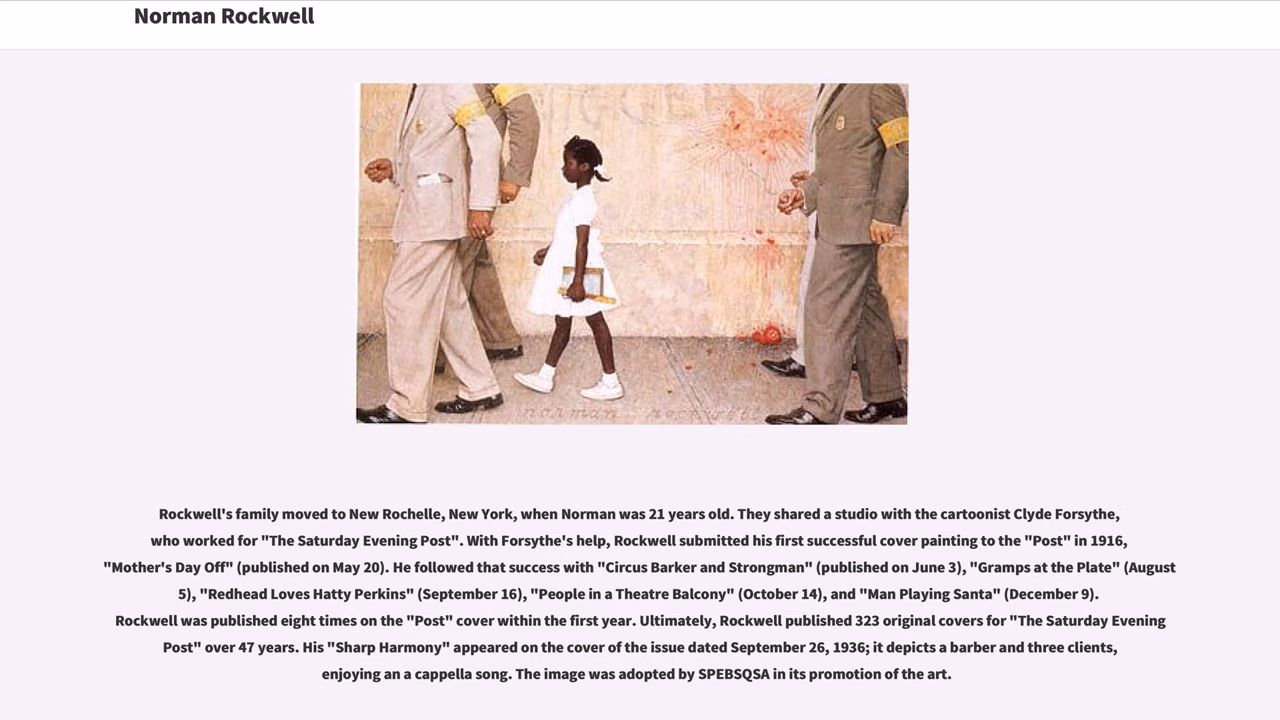 Norman Rockwell
norman rockwell
Rockwell's family moved to New Rochelle, New York, when Norman was 21 years old. They shared a studio with the cartoonist Clyde Forsythe,
who worked for "The Saturday Evening Post". With Forsythe's help, Rockwell submitted his first successful cover painting to the "Post" in 1916,
"Mother's Day Off" (published on May 20). He followed that success with "Circus Barker and Strongman" (published on June 3), "Gramps at the Plate" (August
5), "Redhead Loves Hatty Perkins" (September 16), "People in a Theatre Balcony" (October 14), and "Man Playing Santa" (December 9).
Rockwell was published eight times on the "Post" cover within the first year. Ultimately, Rockwell published 323 original covers for "The Saturday Evening
Post" over 47 years. His "Sharp Harmony" appeared on the cover of the issue dated September 26, 1936; it depicts a barber and three clients,
enjoying an a cappella song. The image was adopted by SPEBSQSA in its promotion of the art.